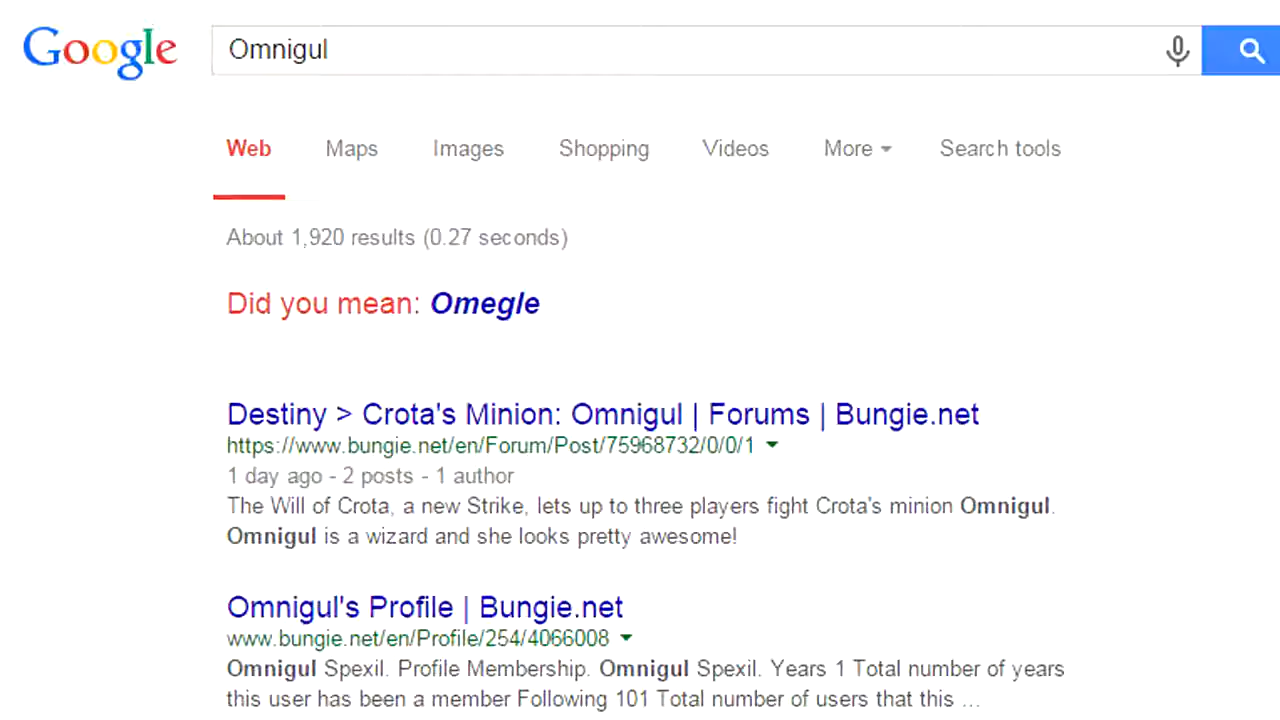 Google Omnigul
Web Maps Images Shopping Videos More Search tools
About 1,920 results (0.27 seconds)
Did you mean: Omegle
Destiny > Crota's Minion: Omnigul | Forums | Bungie.net
https://www.bungie.net/en/Forum/Post/75968732/0/0/1
1 day ago - 2 posts - 1 author
The Will of Crota, a new Strike, lets up to three players fight Crota's minion Omnigul.
Omnigul is a wizard and she looks pretty awesome!
Omnigul's Profile | Bungie.net
www.bungie.net/en/Profile/254/4066008
Omnigul Spexil. Profile Membership. Omnigul Spexil. Years 1 Total number of years
this user has been a member Following 101 Total number of users that this ...